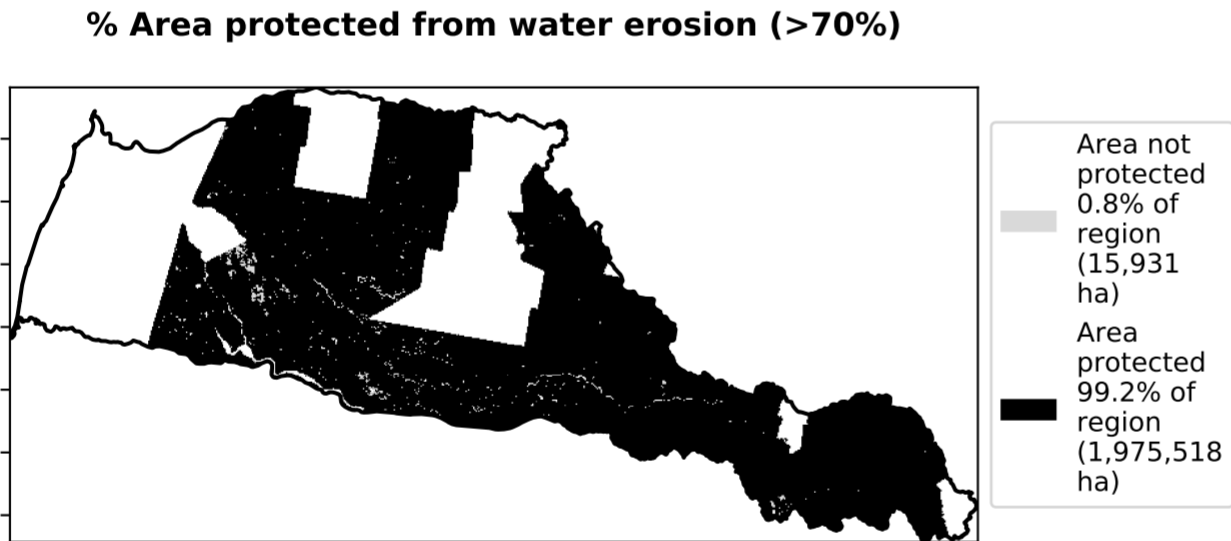 % Area protected from water erosion (>70%)
Area not
protected
0.8% of
region
(15,931
ha)
Area
protected
99.2% of
region
(1,975,518
ha)